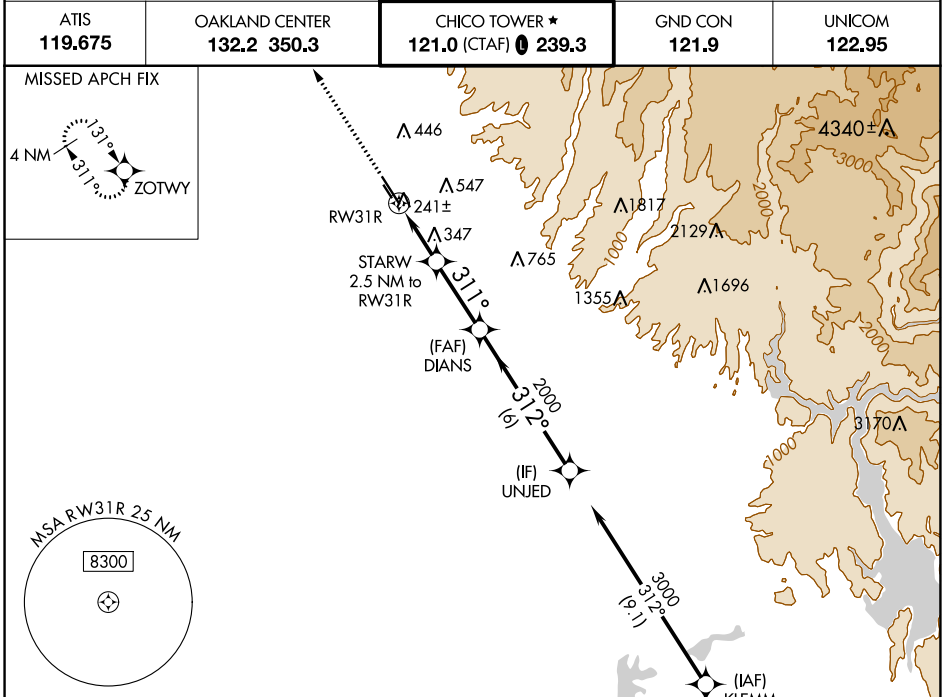 ATIS
119.675
OAKLAND CENTER
132.2 350.3
CHICO TOWER ★
121.0 (CTAF) L 239.3
GND CON
121.9
UNICOM
122.95
MISSED APCH FIX
4 NM
131°
311°
ZOTWY
446
547
RW31R
241±
347
STARW
2.5 NM to
RW31R
311°
765
1817
1000
2129
1355
1696
4340±
3000
2000
2000
3170
1000
(FAF)
DIANS
2000
312°
(6)
(IF)
UNJED
3000
312°
(9.1)
(IAF)
MSA RW31R 25 NM
8300